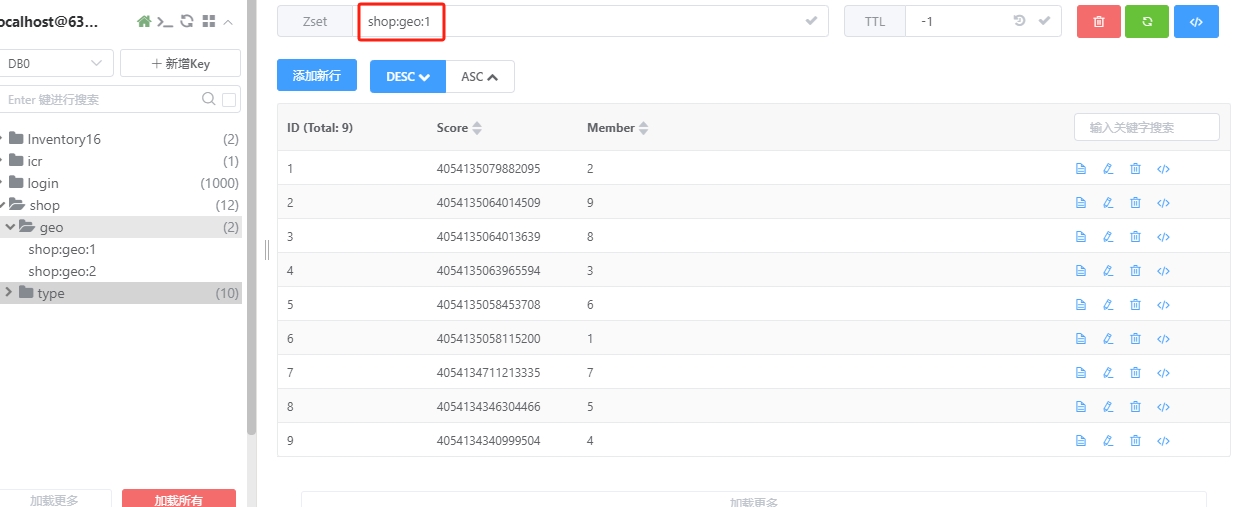 ocalhost@63...
DB0
+ 新增Key
Enter 键进行搜索
Inventory16 (2)
icr (1)
login (1000)
shop (12)
geo (2)
shop:geo:1
shop:geo:2
type (10)
加载更多
加载所有
Zset shop:geo:1
TTL -1
添加新行
DESC
ASC
ID (Total: 9) Score Member 输入关键字搜索
1 4054135079882095 2
2 4054135064014509 9
3 4054135064013639 8
4 4054135063965594 3
5 4054135058453708 6
6 4054135058115200 1
7 4054134711213335 7
8 4054134346304466 5
9 4054134340999504 4
加载更多